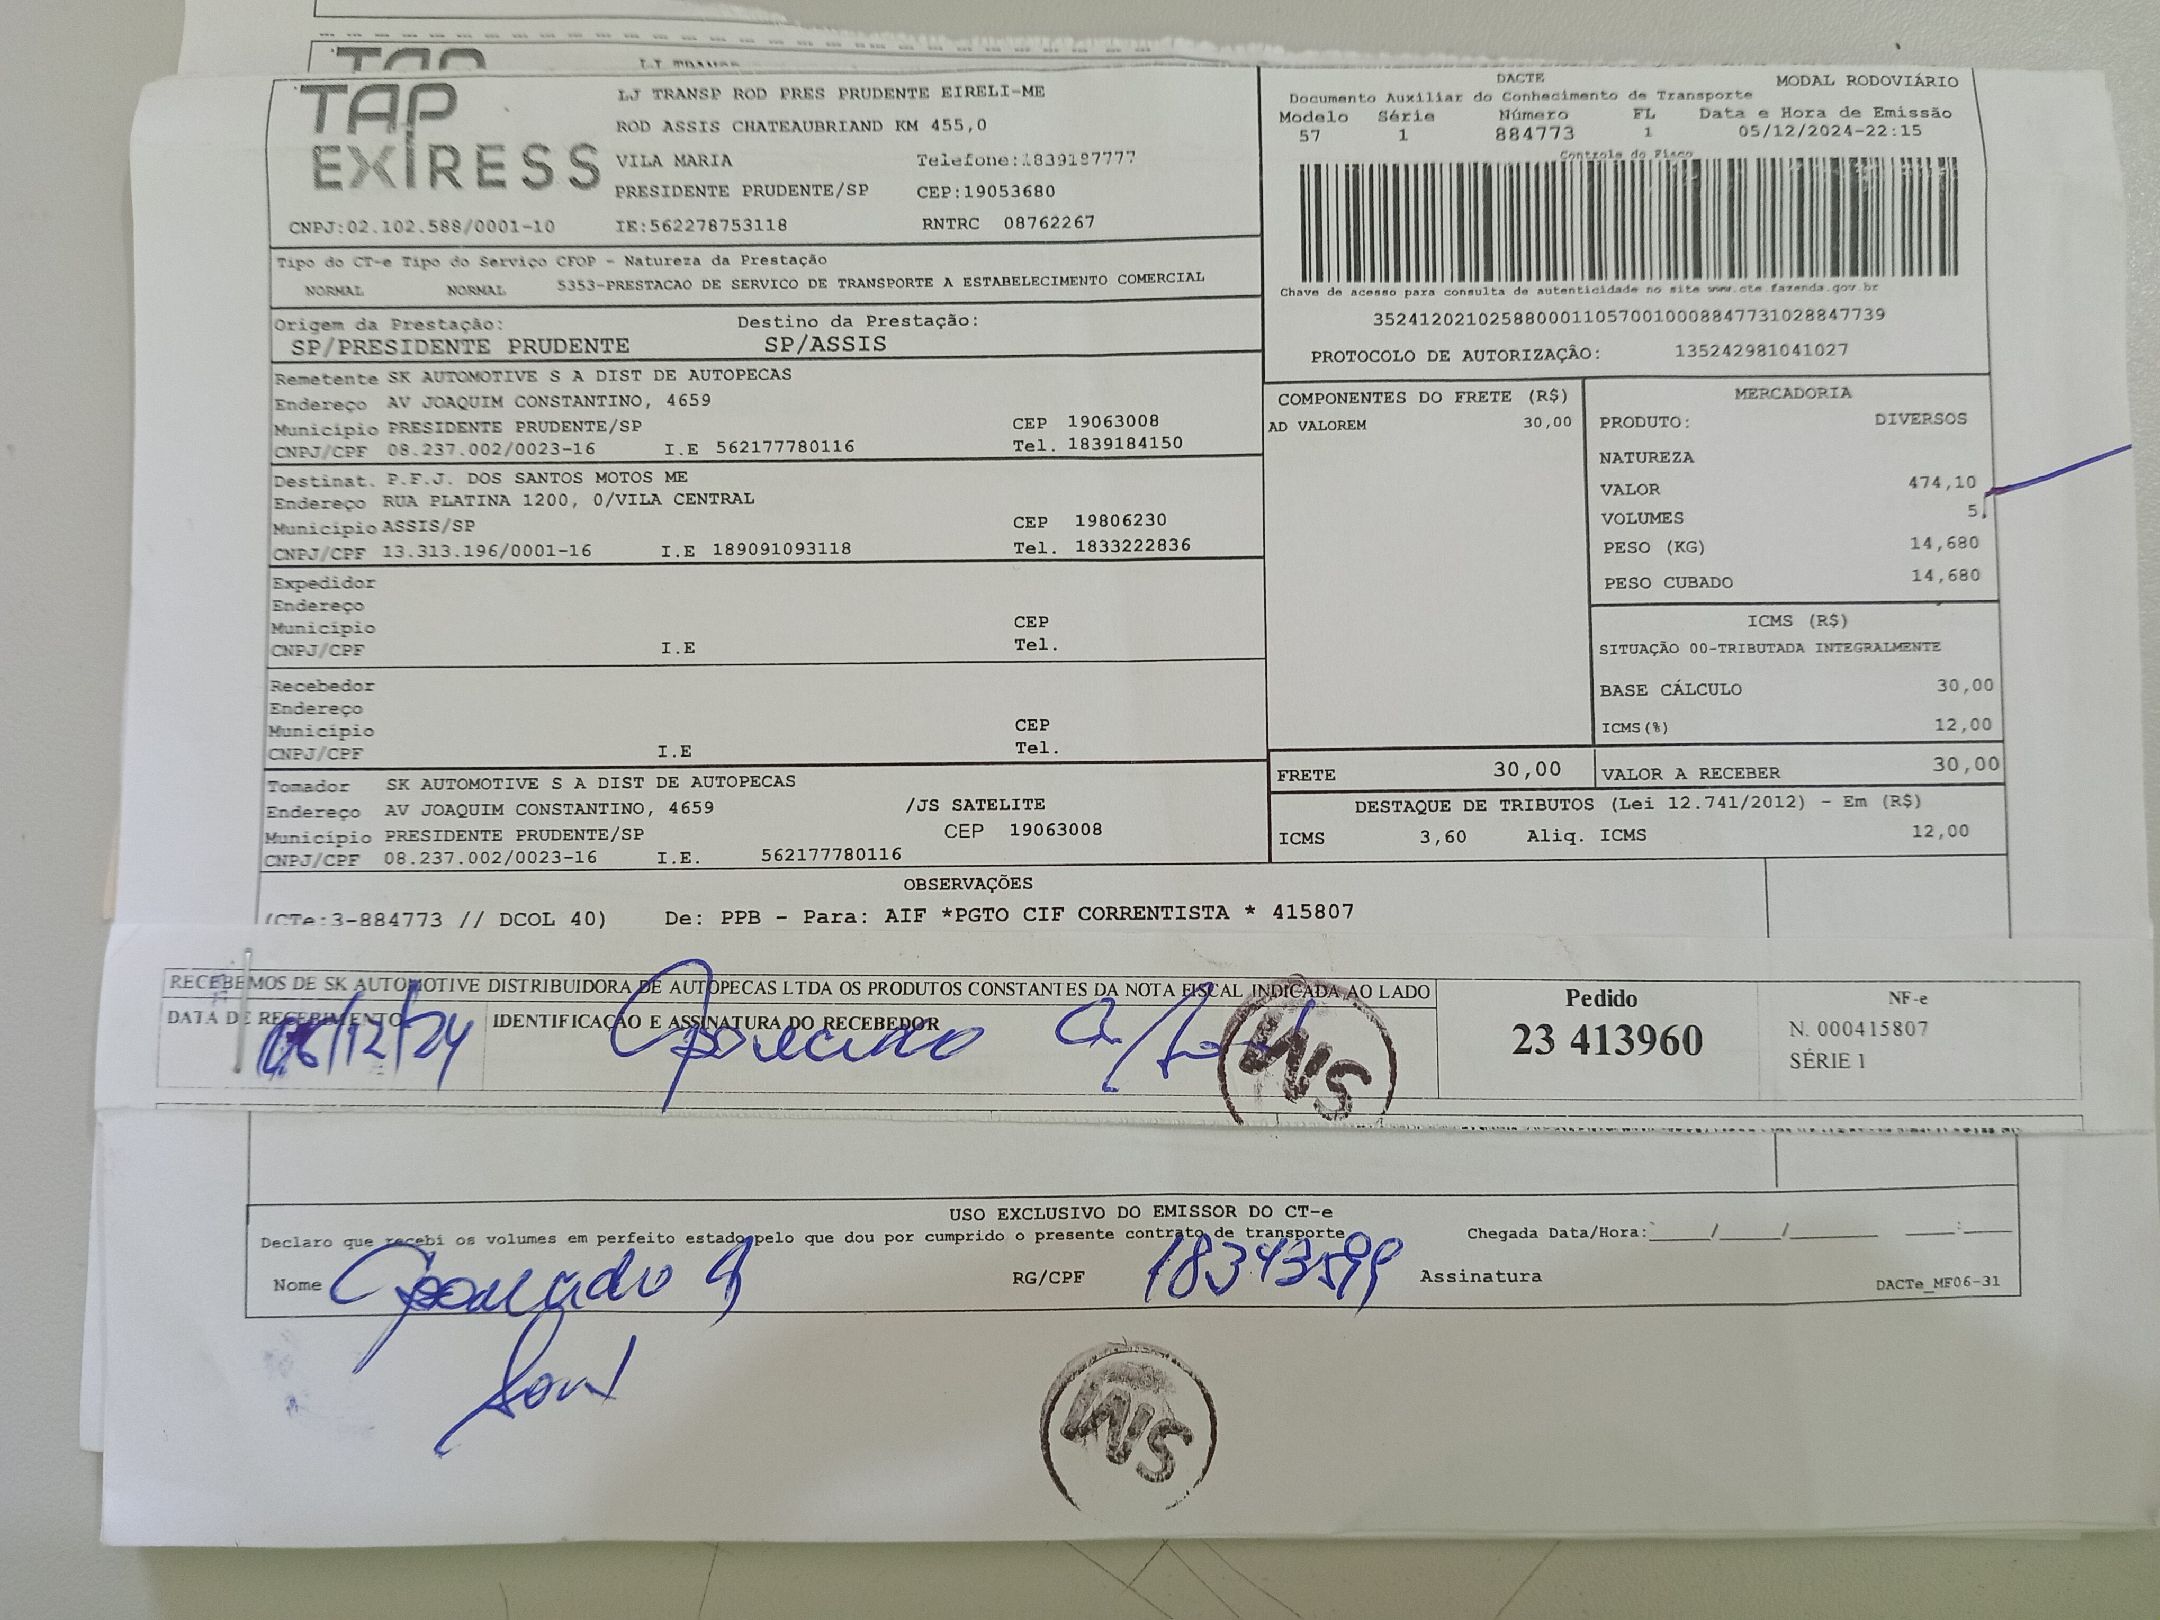 TAP
EXPRESS
LJ TRANSP ROD PRES PRUDENTE EIRELI-ME
ROD ASSIS CHATEAUBRIAND KM 455,0
VILA MARIA Telefone:1839187777
PRESIDENTE PRUDENTE/SP CEP:19053680
CNPJ:02.102.588/0001-10 IE:562278753118 RNTRC 08762267
DACTE MODAL RODOVIÁRIO
Documento Auxiliar do Conhecimento de Transporte
Modelo Série Número FL Data e Hora de Emissão
57 1 884773 1 05/12/2024-22:15
Controle do Fisco
Chave de acesso para consulta de autenticidade no site www.cte.fazenda.gov.br
35241202102588000110570010008847731028847739
PROTOCOLO DE AUTORIZAÇÂO: 135242981041027
Tipo do CT-e Tipo do Serviço CFOP - Natureza da Prestação
NORMAL NORMAL 5353-PRESTACAO DE SERVICO DE TRANSPORTE A ESTABELECIMENTO COMERCIAL
Origem da Prestação: Destino da Prestação:
SP/PRESIDENTE PRUDENTE SP/ASSIS
Remetente SK AUTOMOTIVE S A DIST DE AUTOPECAS
Endereço AV JOAQUIM CONSTANTINO, 4659
Município PRESIDENTE PRUDENTE/SP CEP 19063008
CNPJ/CPF 08.237.002/0023-16 I.E 562177780116 Tel. 1839184150
Destinat. P.F.J. DOS SANTOS MOTOS ME
Endereço RUA PLATINA 1200, 0/VILA CENTRAL
Município ASSIS/SP CEP 19806230
CNPJ/CPF 13.313.196/0001-16 I.E 189091093118 Tel. 1833222836
Expedidor
Endereço
Município CEP
CNPJ/CPF I.E Tel.
Recebedor
Endereço
Município CEP
CNPJ/CPF I.E Tel.
Tomador SK AUTOMOTIVE S A DIST DE AUTOPECAS
Endereço AV JOAQUIM CONSTANTINO, 4659 /JS SATELITE
Município PRESIDENTE PRUDENTE/SP CEP 19063008
CNPJ/CPF 08.237.002/0023-16 I.E. 562177780116
COMPONENTES DO FRETE (R$)
AD VALOREM 30,00
MERCADORIA
PRODUTO: DIVERSOS
NATUREZA
VALOR 474,10
VOLUMES 5
PESO (KG) 14,680
PESO CUBADO 14,680
ICMS (R$)
SITUAÇÃO 00-TRIBUTADA INTEGRALMENTE
BASE CÁLCULO 30,00
ICMS(%) 12,00
FRETE 30,00 VALOR A RECEBER 30,00
DESTAQUE DE TRIBUTOS (Lei 12.741/2012) - Em (R$)
ICMS 3,60 Aliq. ICMS 12,00
OBSERVAÇÕES
(CTe:3-884773 // DCOL 40) De: PPB - Para: AIF *PGTO CIF CORRENTISTA * 415807
RECEBEMOS DE SK AUTOMOTIVE DISTRIBUIDORA DE AUTOPECAS LTDA OS PRODUTOS CONSTANTES DA NOTA FISCAL INDICADA AO LADO
DATA DE RECEBIMENTO IDENTIFICAÇÃO E ASSINATURA DO RECEBEDOR
06/12/24
Pedido
23 413960
NF-e
N. 000415807
SÉRIE 1
USO EXCLUSIVO DO EMISSOR DO CT-e
Declaro que recebi os volumes em perfeito estado pelo que dou por cumprido o presente contrato de transporte Chegada Data/Hora: / / :
Nome RG/CPF 18343599 Assinatura DACTe_MF06-31